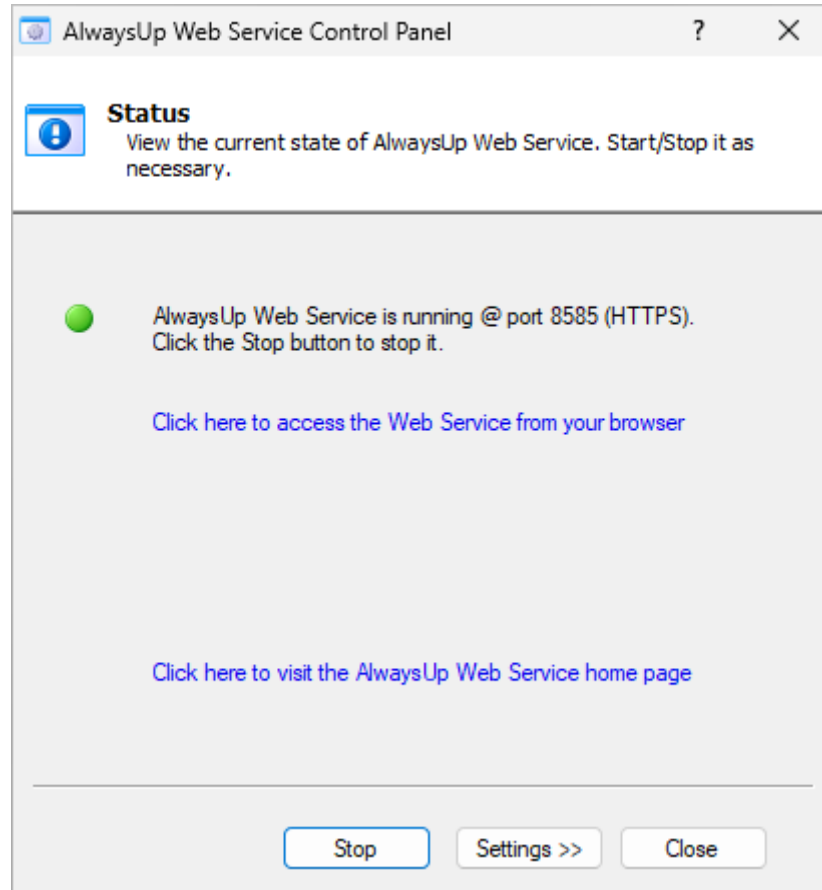 AlwaysUp Web Service Control Panel ?
Status
View the current state of AlwaysUp Web Service. Start/Stop it as
necessary.
AlwaysUp Web Service is running @ port 8585 (HTTPS).
Click the Stop button to stop it.
Click here to access the Web Service from your browser
Click here to visit the AlwaysUp Web Service home page
Stop Settings >> Close